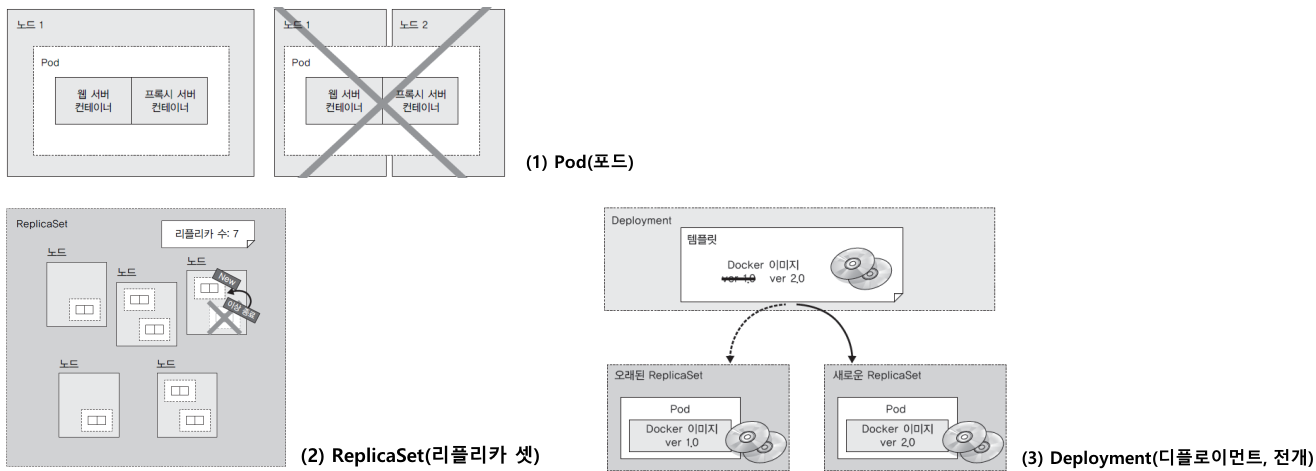 노드 1
Pod
웹 서버
컨테이너
프록시 서버
컨테이너
노드 1
노드 2
Pod
웹 서버
컨테이너
프록시 서버
컨테이너
(1) Pod(포드)
ReplicaSet
리플리카 수: 7
노드
노드
노드
New
이상 종료
노드
노드
(2) ReplicaSet(리플리카 셋)
Deployment
템플릿
Docker 이미지
ver 1.0 ver 2.0
오래된 ReplicaSet
Pod
Docker 이미지
ver 1.0
새로운 ReplicaSet
Pod
Docker 이미지
ver 2.0
(3) Deployment(디플로이먼트, 전개)